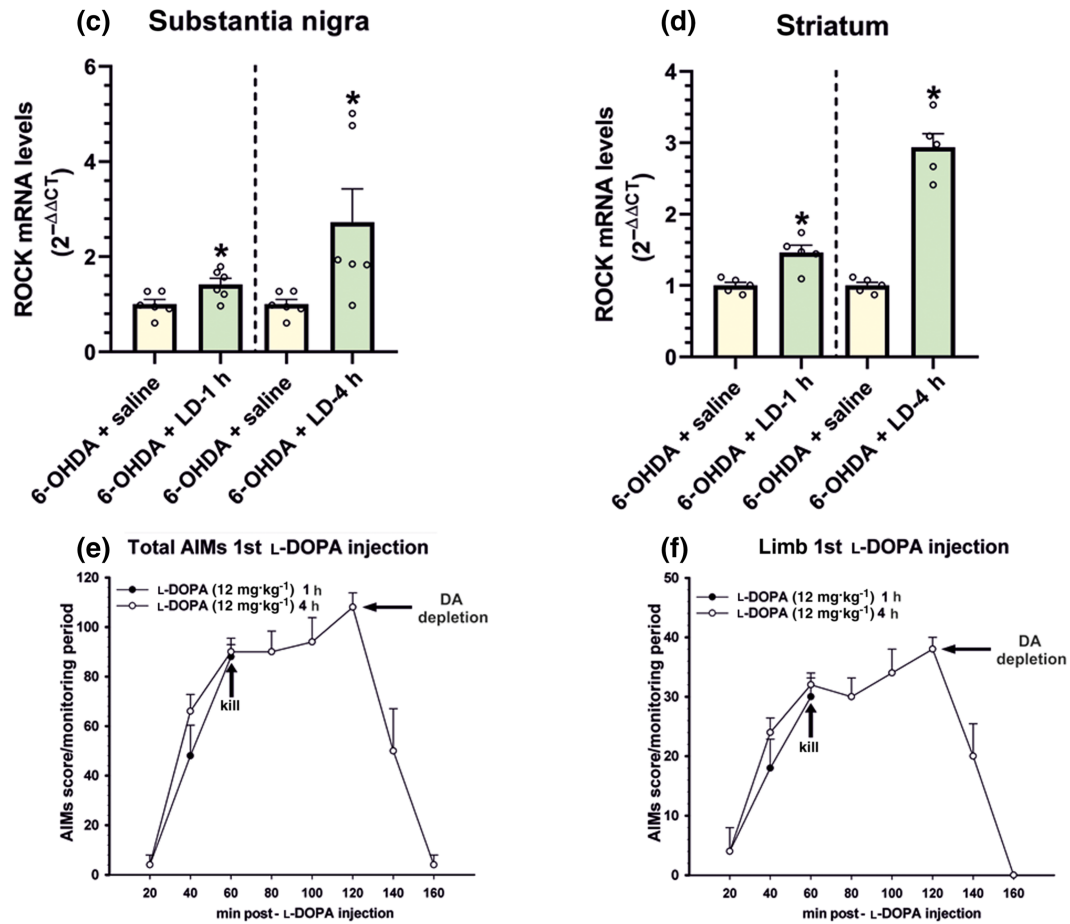 (c) Substantia nigra
ROCK mRNA levels
(2−ΔΔCT)
6
4
2
0
*
*
6-OHDA + saline
6-OHDA + LD-1 h
6-OHDA + saline
6-OHDA + LD-4 h
(d) Striatum
ROCK mRNA levels
(2−ΔΔCT)
4
3
2
1
0
*
*
6-OHDA + saline
6-OHDA + LD-1 h
6-OHDA + saline
6-OHDA + LD-4 h
(e) Total AIMs 1st L-DOPA injection
AIMs score/monitoring period
120
100
80
60
40
20
0
L-DOPA (12 mg·kg⁻¹) 1 h
L-DOPA (12 mg·kg⁻¹) 4 h
DA
depletion
kill
20 40 60 80 100 120 140 160
min post- L-DOPA injection
(f) Limb 1st L-DOPA injection
AIMs score/monitoring period
50
40
30
20
10
0
L-DOPA (12 mg·kg⁻¹) 1 h
L-DOPA (12 mg·kg⁻¹) 4 h
DA
depletion
kill
20 40 60 80 100 120 140 160
min post- L-DOPA injection